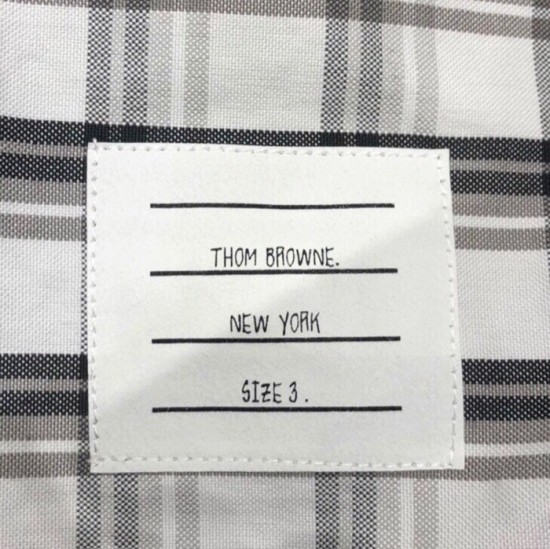 THOM BROWNE.
NEW YORK
SIZE 3.